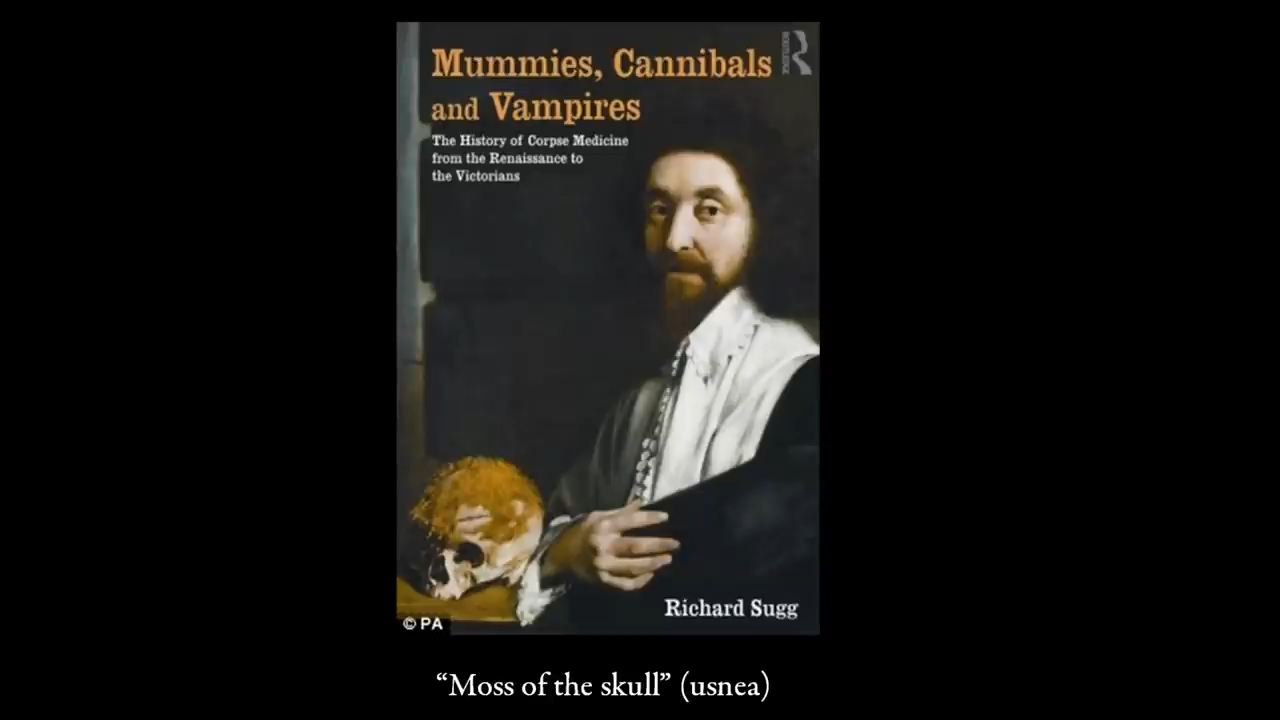 Mummies, Cannibals
and Vampires
ROUTLEDGE
The History of Corpse Medicine
from the Renaissance to
the Victorians
Richard Sugg
© PA
“Moss of the skull” (usnea)